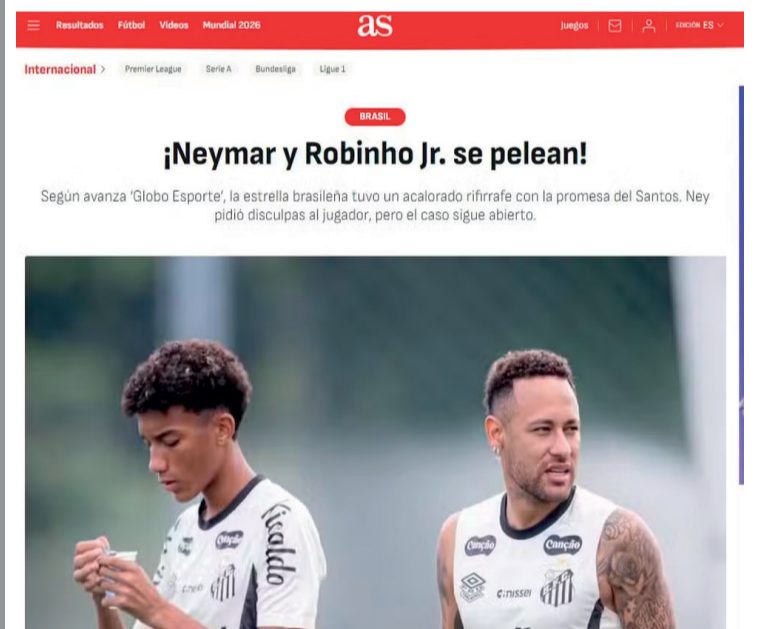 Resultados Fútbol Vídeos Mundial 2026 as Juegos EDICIÓN ES
Internacional > Premier League Serie A Bundesliga Ligue 1
BRASIL
¡Neymar y Robinho Jr. se pelean!
Según avanza 'Globo Esporte', la estrella brasileña tuvo un acalorado rifirrafe con la promesa del Santos. Ney
pidió disculpas al jugador, pero el caso sigue abierto.
Canção
Canção
Canção
cinissei